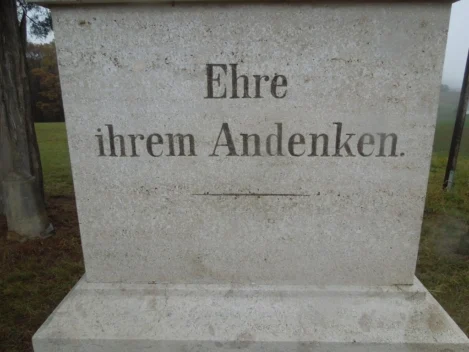 Ehre
ihrem Andenken.